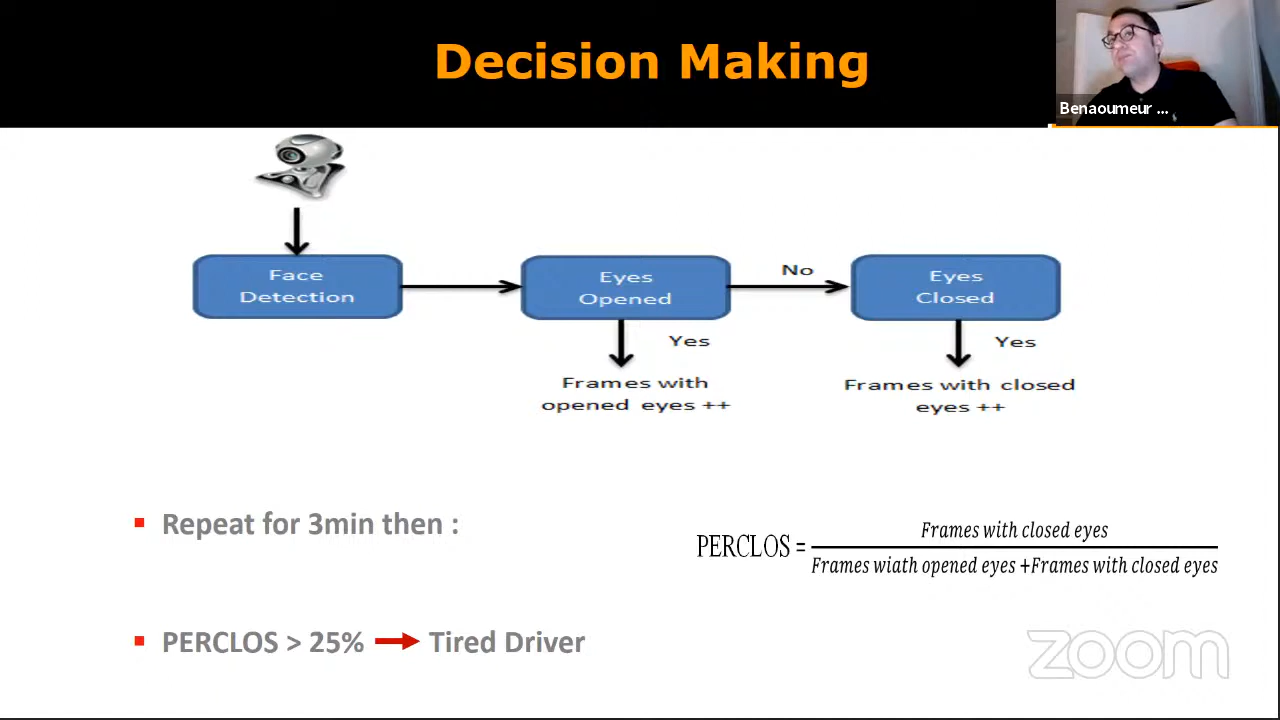 Decision Making
Benaoumeur ...
Face
Detection
Eyes
Opened
No
Eyes
Closed
Yes
Yes
Frames with
opened eyes ++
Frames with closed
eyes ++
Repeat for 3min then :
PERCLOS = Frames with closed eyes
Frames wiath opened eyes +Frames with closed eyes
PERCLOS > 25% → Tired Driver
zoom